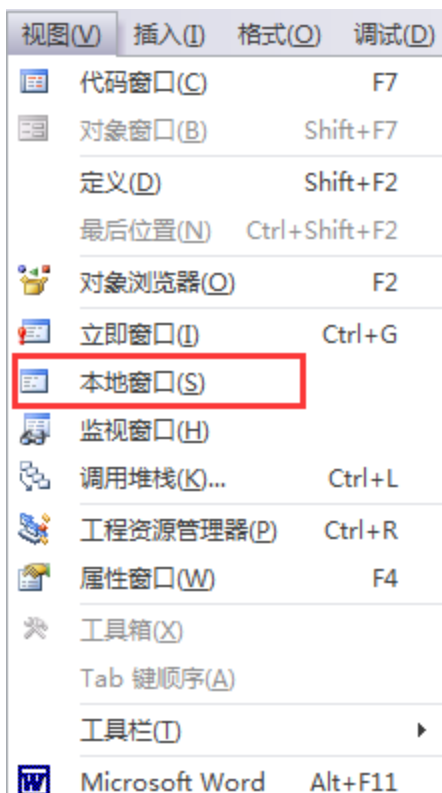 视图(V) 插入(I) 格式(O) 调试(D)
代码窗口(C) F7
对象窗口(B) Shift+F7
定义(D) Shift+F2
最后位置(N) Ctrl+Shift+F2
对象浏览器(O) F2
立即窗口(I) Ctrl+G
本地窗口(S)
监视窗口(H)
调用堆栈(K)... Ctrl+L
工程资源管理器(P) Ctrl+R
属性窗口(W) F4
工具箱(X)
Tab 键顺序(A)
工具栏(T)
Microsoft Word Alt+F11